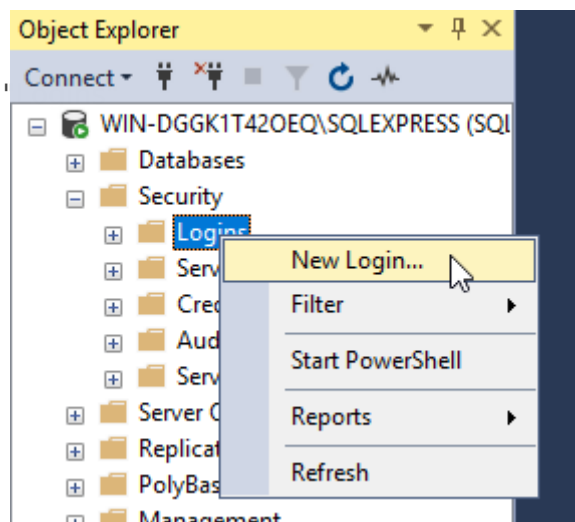 Object Explorer
Connect
WIN-DGGK1T42OEQ\SQLEXPRESS (SQL
Databases
Security
Logins
New Login...
Serv
Filter
Cred
Aud
Start PowerShell
Serv
Server O
Reports
Replicat
PolyBas
Refresh
Management